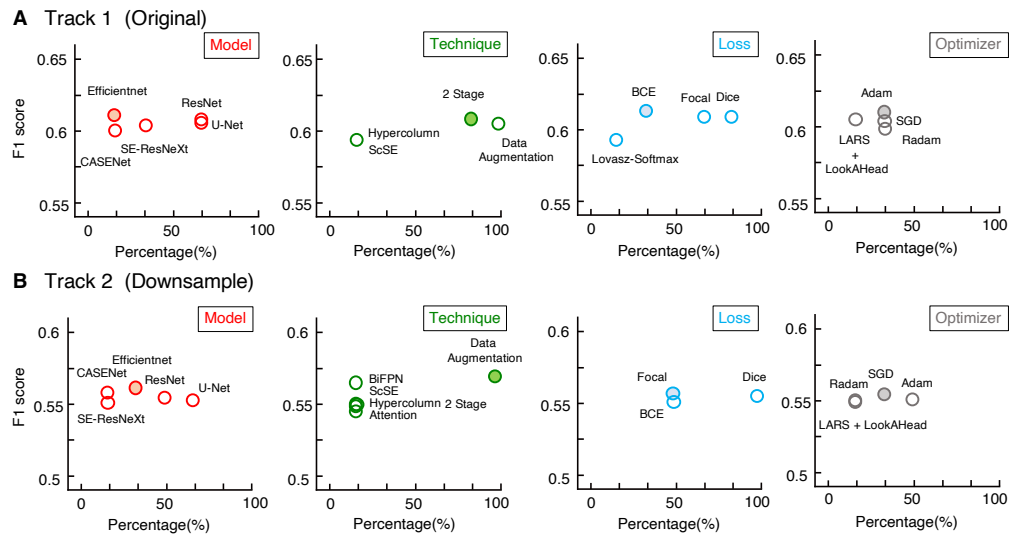 A Track 1 (Original)
Model
F1 score
0.65
0.6
0.55
Efficientnet
ResNet
U-Net
SE-ResNeXt
CASENet
0 50 100
Percentage(%)
Technique
0.65
0.6
0.55
2 Stage
Hypercolumn
ScSE
Data
Augmentation
0 50 100
Percentage(%)
Loss
0.65
0.6
0.55
BCE
Focal Dice
Lovasz-Softmax
0 50 100
Percentage(%)
Optimizer
0.65
0.6
0.55
Adam
SGD
LARS
Radam
+
LookAHead
0 50 100
Percentage(%)
B Track 2 (Downsample)
Model
F1 score
0.6
0.55
0.5
Efficientnet
CASENet
ResNet
U-Net
SE-ResNeXt
0 50 100
Percentage(%)
Technique
0.6
0.55
0.5
Data
Augmentation
BiFPN
ScSE
Hypercolumn 2 Stage
Attention
0 50 100
Percentage(%)
Loss
0.6
0.55
0.5
Focal
Dice
BCE
0 50 100
Percentage(%)
Optimizer
0.6
0.55
0.5
SGD
Radam
Adam
LARS + LookAHead
0 50 100
Percentage(%)